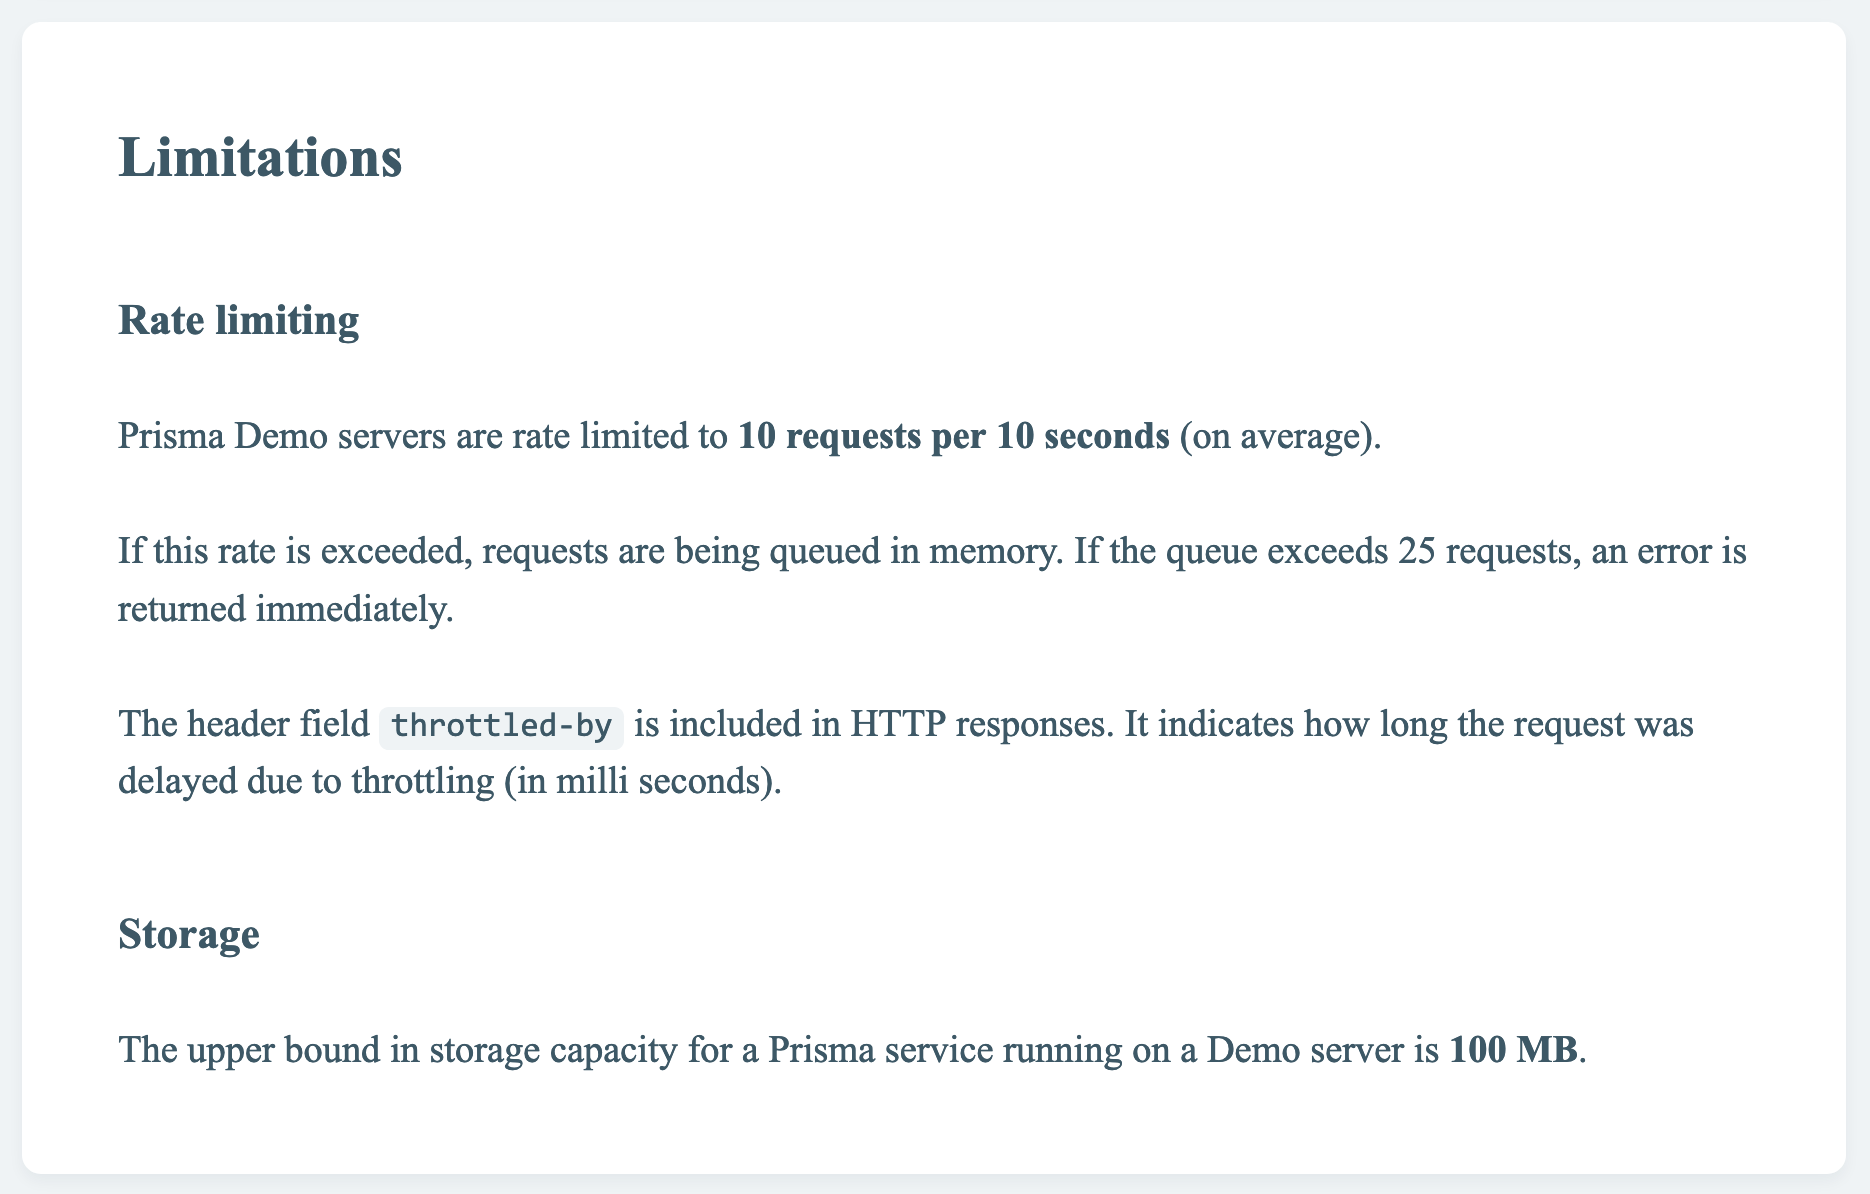 Limitations
Rate limiting
Prisma Demo servers are rate limited to 10 requests per 10 seconds (on average).
If this rate is exceeded, requests are being queued in memory. If the queue exceeds 25 requests, an error is
returned immediately.
The header field throttled-by is included in HTTP responses. It indicates how long the request was
delayed due to throttling (in milli seconds).
Storage
The upper bound in storage capacity for a Prisma service running on a Demo server is 100 MB.